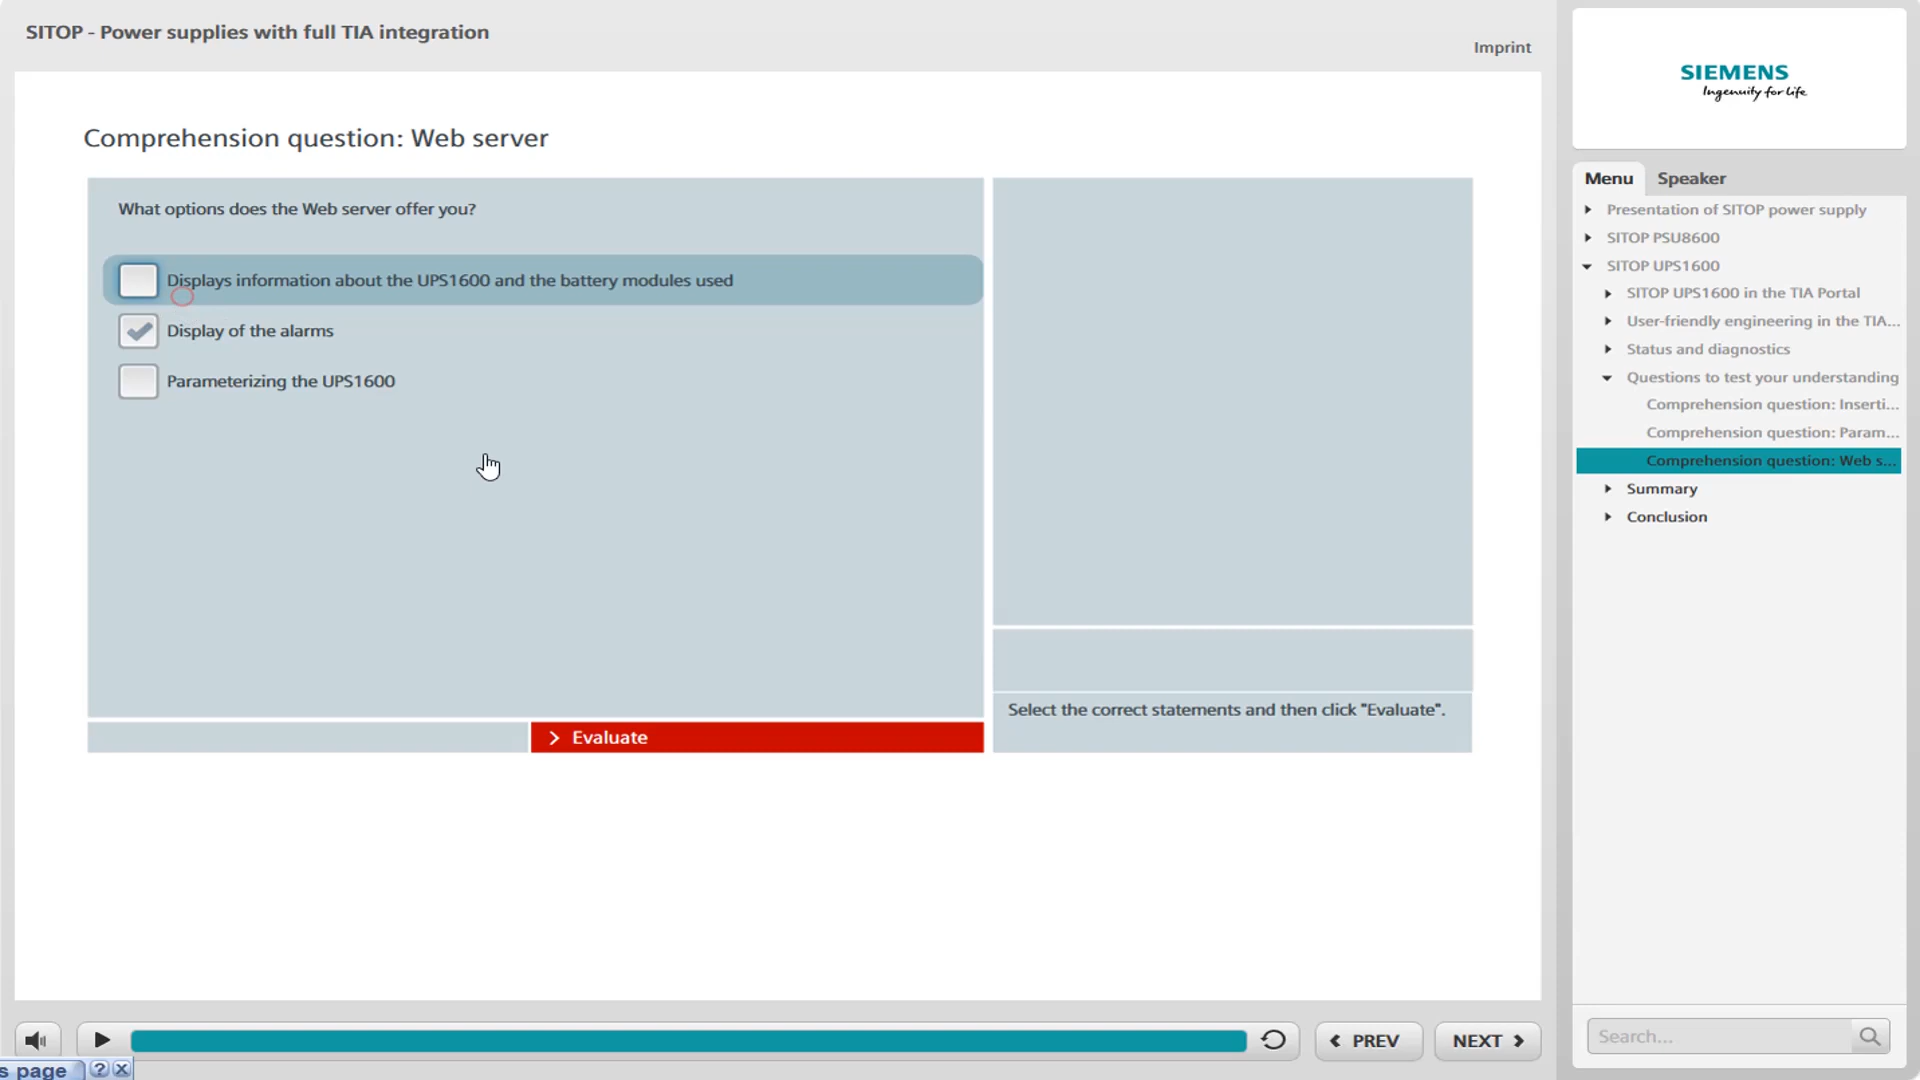 SITOP - Power supplies with full TIA integration
Imprint
SIEMENS
Ingenuity for life
Comprehension question: Web server
What options does the Web server offer you?
Displays information about the UPS1600 and the battery modules used
Display of the alarms
Parameterizing the UPS1600
Evaluate
Select the correct statements and then click "Evaluate".
Menu
Speaker
Presentation of SITOP power supply
SITOP PSU8600
SITOP UPS1600
SITOP UPS1600 in the TIA Portal
User-friendly engineering in the TIA...
Status and diagnostics
Questions to test your understanding
Comprehension question: Inserti...
Comprehension question: Param...
Comprehension question: Web s...
Summary
Conclusion
PREV
NEXT
Search...
s page
?